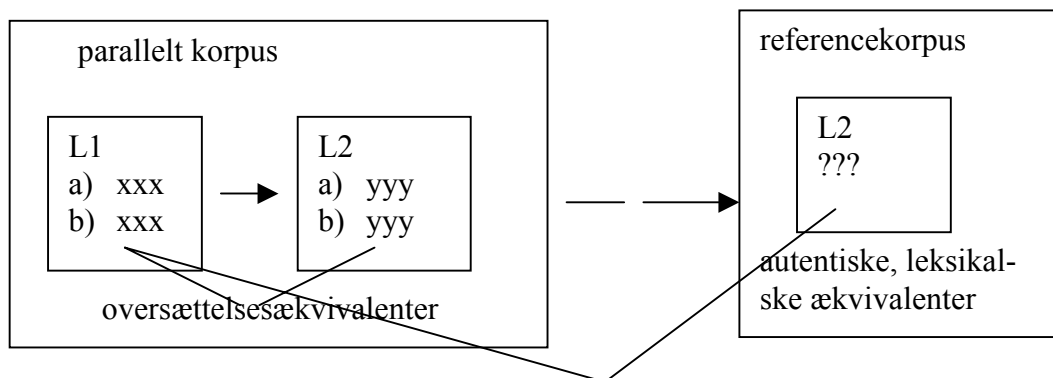 parallelt korpus
L1
a) xxx
b) xxx
L2
a) yyy
b) yyy
oversættelsesækvivalenter
referencekorpus
L2
???
autentiske, leksikal-
ske ækvivalenter